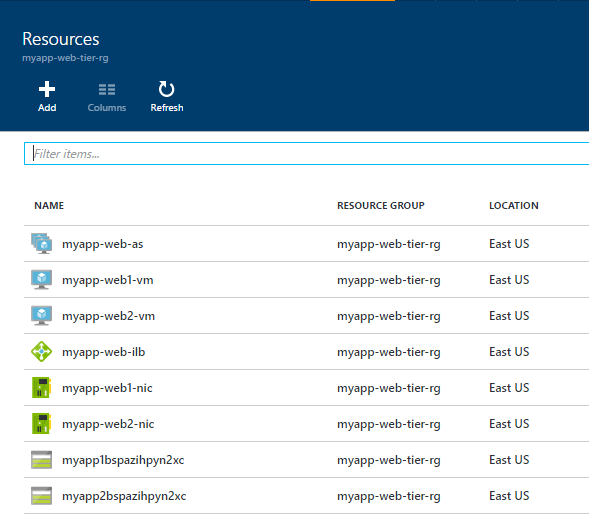 Resources
myapp-web-tier-rg
Add Columns Refresh
Filter items...
NAME RESOURCE GROUP LOCATION
myapp-web-as myapp-web-tier-rg East US
myapp-web1-vm myapp-web-tier-rg East US
myapp-web2-vm myapp-web-tier-rg East US
myapp-web-ilb myapp-web-tier-rg East US
myapp-web1-nic myapp-web-tier-rg East US
myapp-web2-nic myapp-web-tier-rg East US
myapp1bspazihpyn2xc myapp-web-tier-rg East US
myapp2bspazihpyn2xc myapp-web-tier-rg East US